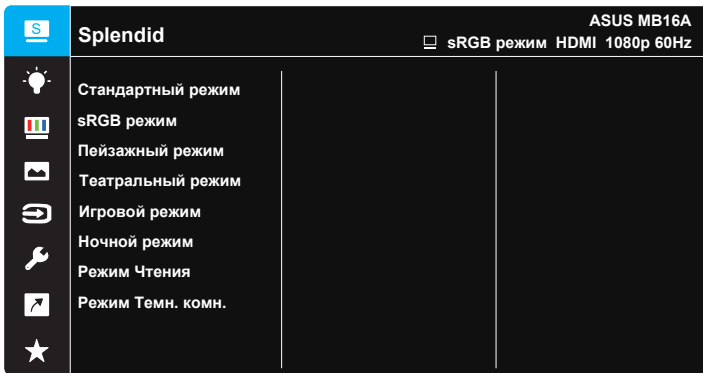 S
Splendid
ASUS MB16A
sRGB режим HDMI 1080p 60Hz
Стандартный режим
sRGB режим
Пейзажный режим
Театральный режим
Игровой режим
Ночной режим
Режим Чтения
Режим Темн. комн.